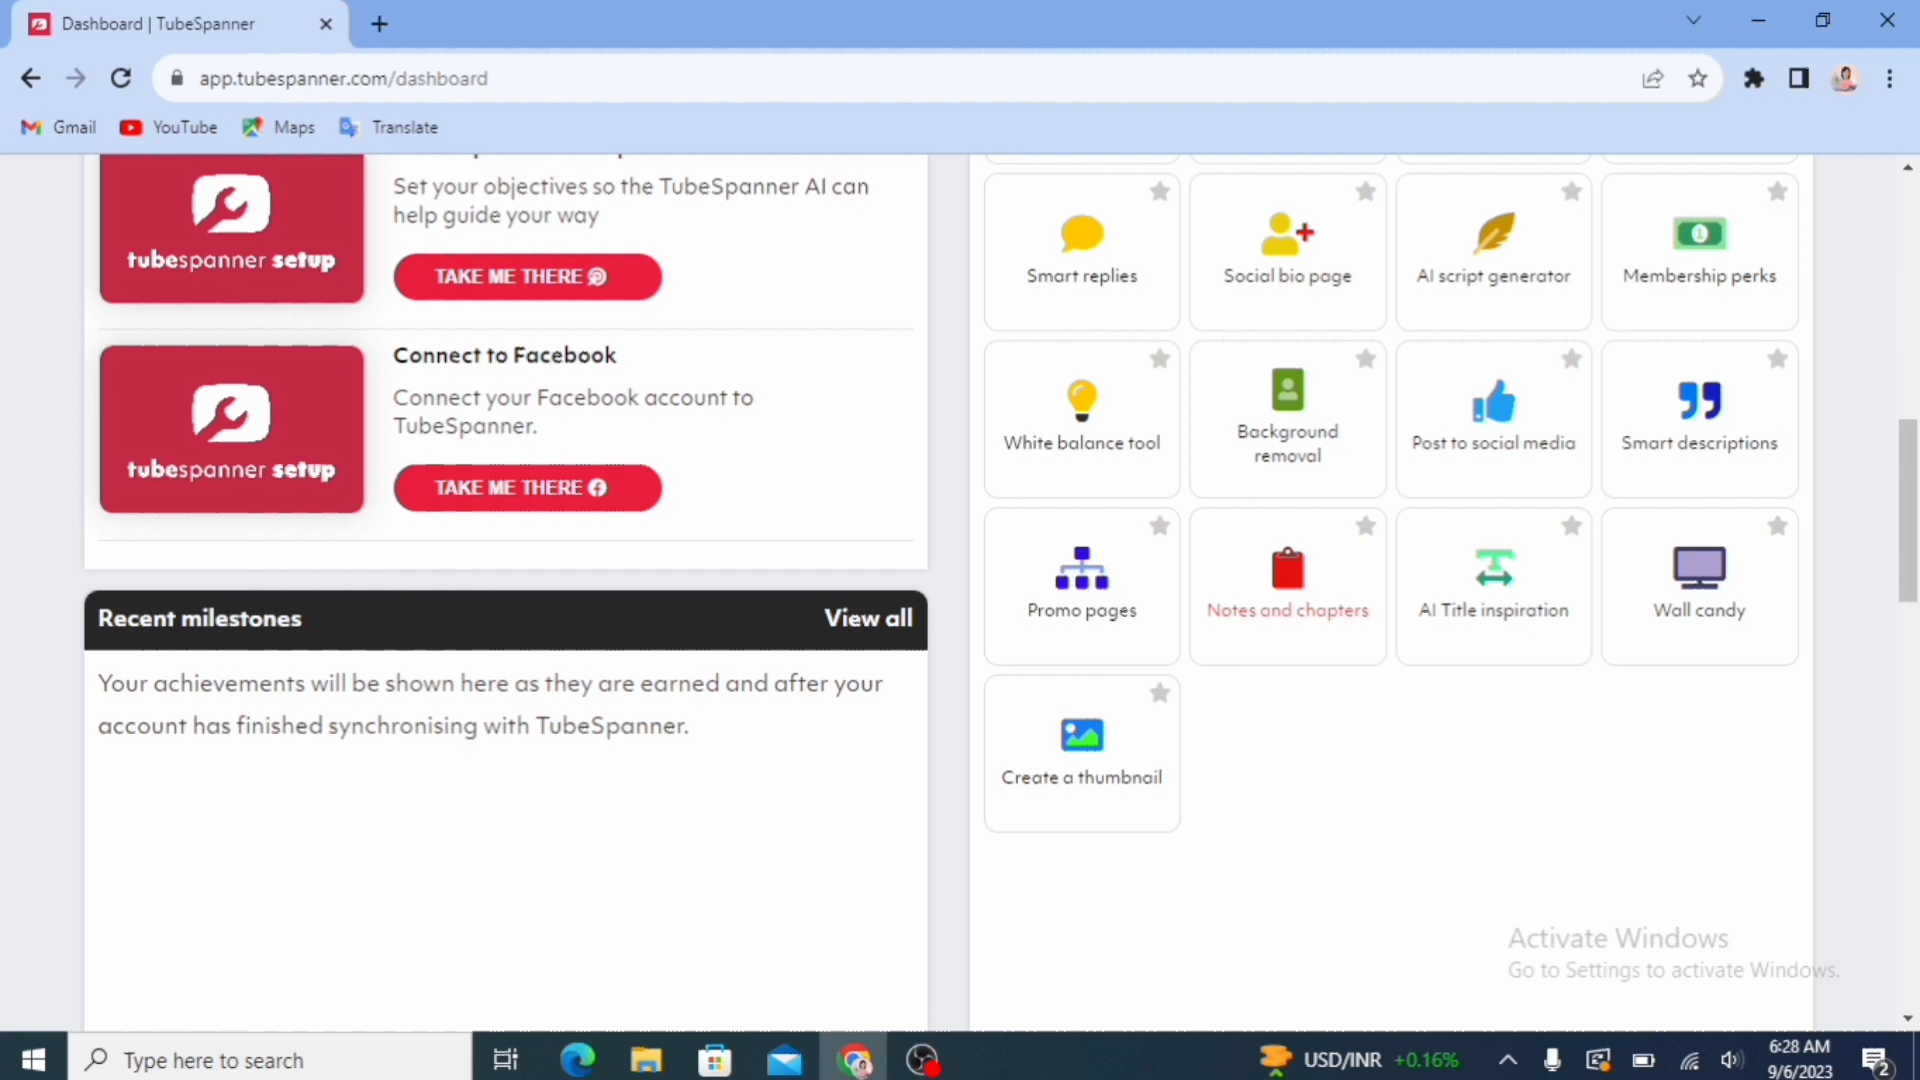 Dashboard | TubeSpanner
app.tubespanner.com/dashboard
Gmail
YouTube
Maps
Translate
Set your objectives so the TubeSpanner AI can
help guide your way
tubespanner setup
TAKE ME THERE
Connect to Facebook
Connect your Facebook account to
TubeSpanner.
tubespanner setup
TAKE ME THERE
Recent milestones
View all
Your achievements will be shown here as they are earned and after your
account has finished synchronising with TubeSpanner.
Smart replies
Social bio page
AI script generator
Membership perks
White balance tool
Background
removal
Post to social media
Smart descriptions
Promo pages
Notes and chapters
AI Title inspiration
Wall candy
Create a thumbnail
Activate Windows
Go to Settings to activate Windows.
Type here to search
USD/INR +0.16%
6:28 AM
9/6/2023
2